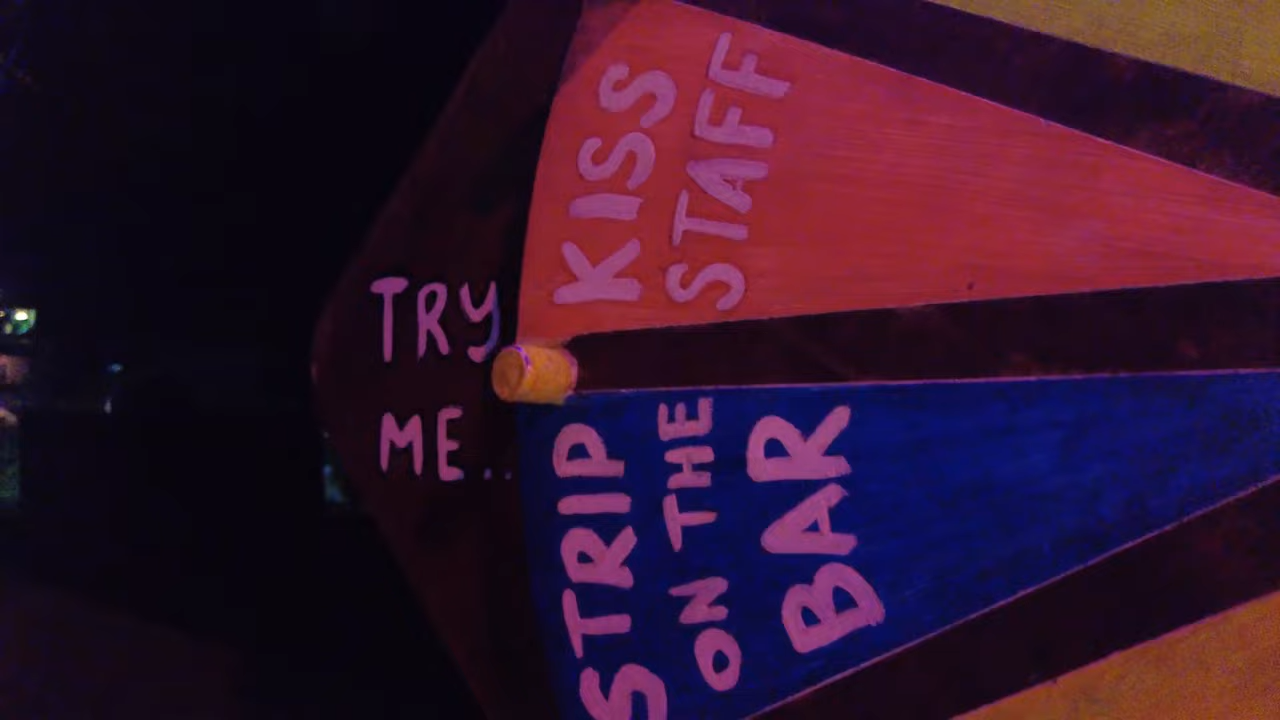 TRY
ME..
KISS
STAFF
STRIP
ON THE
BAR